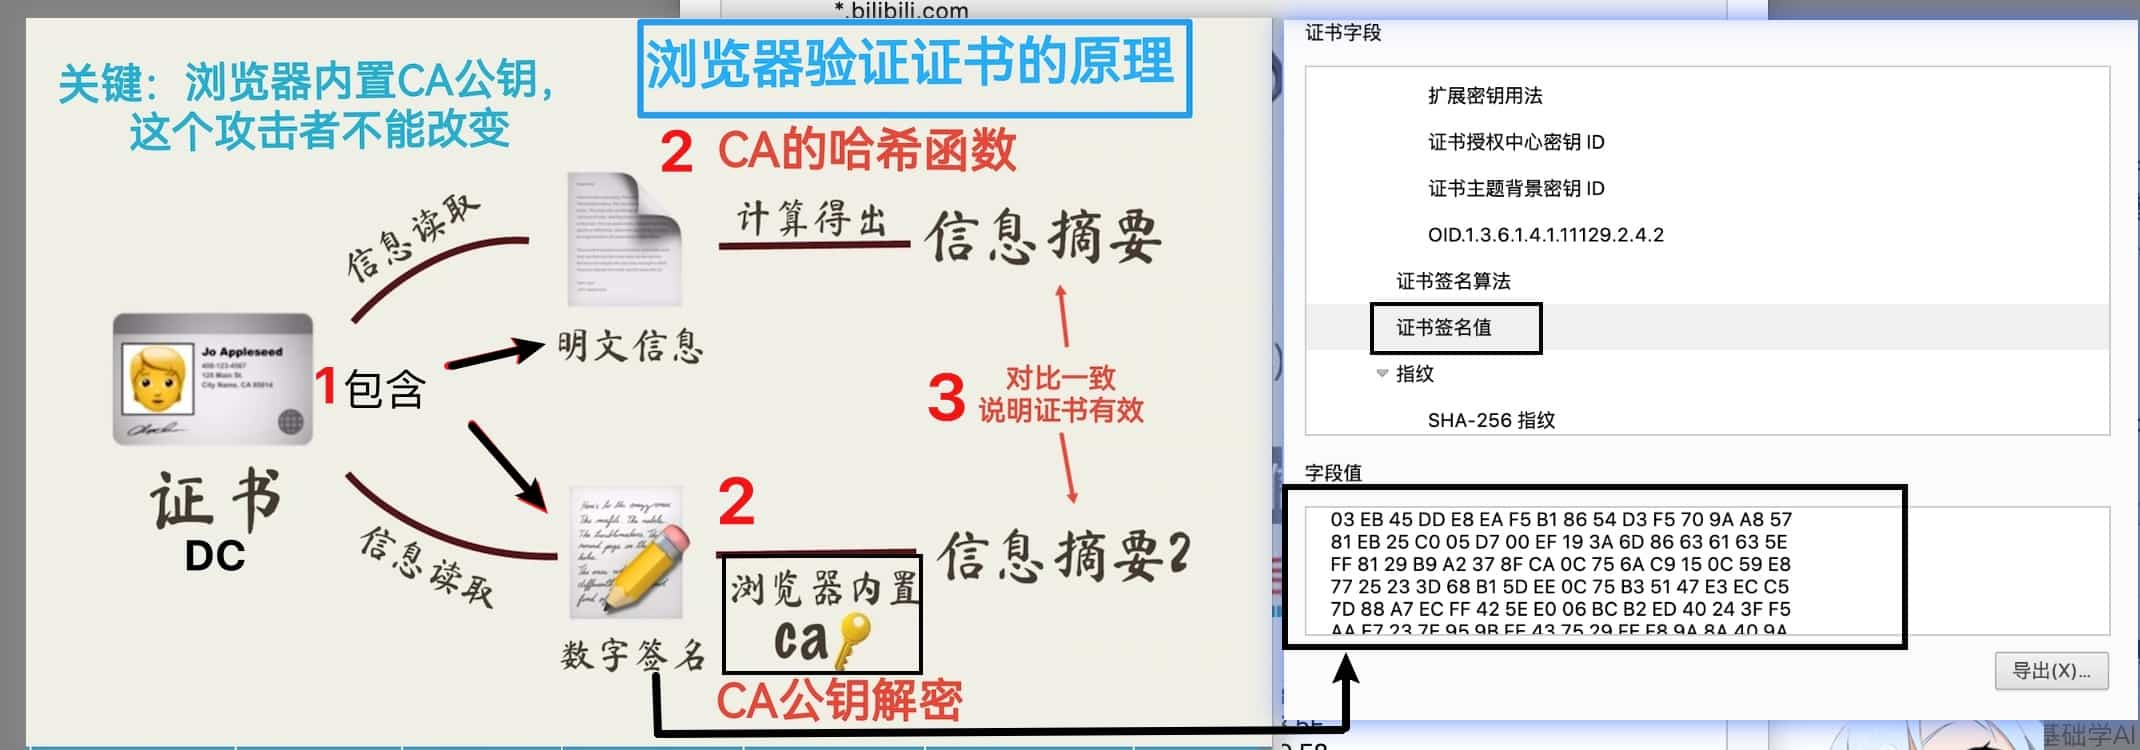 *.bilibili.com
关键：浏览器内置CA公钥，
这个攻击者不能改变
浏览器验证证书的原理
2 CA的哈希函数
信息读取
计算得出
信息摘要
明文信息
Jo Appleseed
408-123-4567
125 Main St.
City Name, CA 95014
1包含
3
对比一致
说明证书有效
证书
DC
信息读取
2
信息摘要2
浏览器内置
ca
数字签名
CA公钥解密
证书字段
扩展密钥用法
证书授权中心密钥 ID
证书主题背景密钥 ID
OID.1.3.6.1.4.1.11129.2.4.2
证书签名算法
证书签名值
指纹
SHA-256 指纹
字段值
03 EB 45 DD E8 EA F5 B1 86 54 D3 F5 70 9A A8 57
81 EB 25 C0 05 D7 00 EF 19 3A 6D 86 63 61 63 5E
FF 81 29 B9 A2 37 8F CA 0C 75 6A C9 15 0C 59 E8
77 25 23 3D 68 B1 5D EE 0C 75 B3 51 47 E3 EC C5
7D 88 A7 EC FF 42 5E E0 06 BC B2 ED 40 24 3F F5
导出(X)...
基础学AI